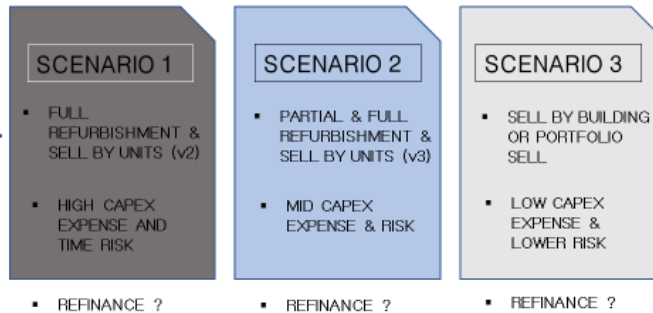 SCENARIO 1
▪ FULL
REFURBISHMENT &
SELL BY UNITS (v2)
▪ HIGH CAPEX
EXPENSE AND
TIME RISK
▪ REFINANCE ?
SCENARIO 2
▪ PARTIAL & FULL
REFURBISHMENT &
SELL BY UNITS (v3)
▪ MID CAPEX
EXPENSE & RISK
▪ REFINANCE ?
SCENARIO 3
▪ SELL BY BUILDING
OR PORTFOLIO
SELL
▪ LOW CAPEX
EXPENSE &
LOWER RISK
▪ REFINANCE ?